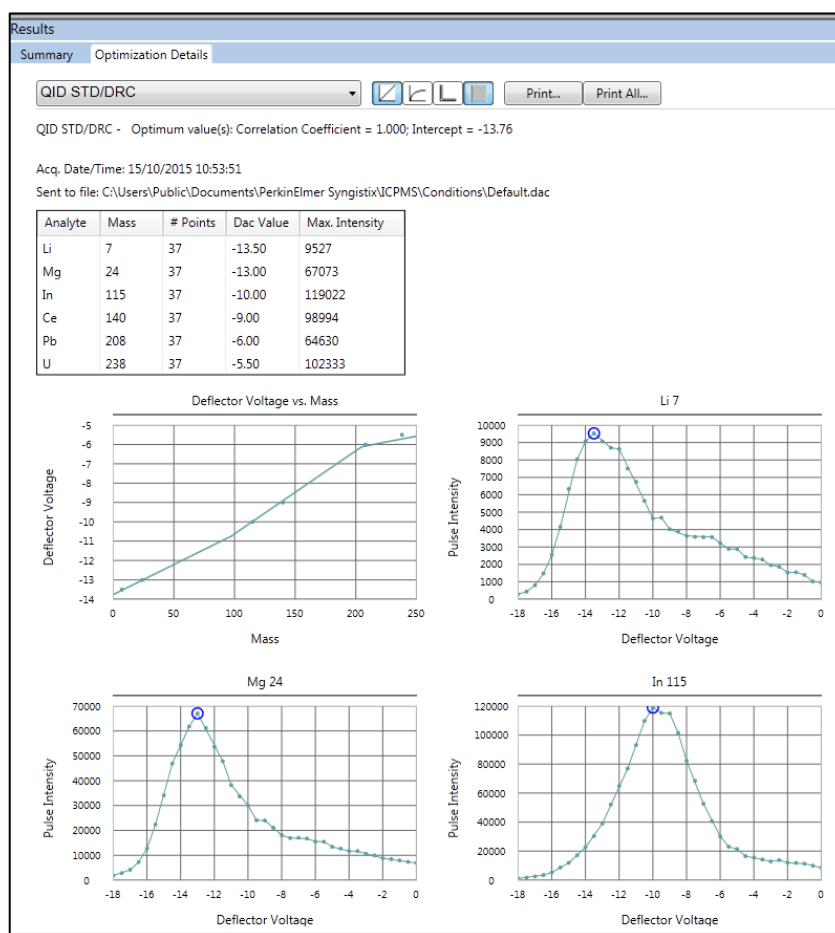 Results
Summary Optimization Details
QID STD/DRC Print... Print All...
QID STD/DRC - Optimum value(s): Correlation Coefficient = 1.000; Intercept = -13.76
Acq. Date/Time: 15/10/2015 10:53:51
Sent to file: C:\Users\Public\Documents\PerkinElmer Syngistix\ICPMS\Conditions\Default.dac
Analyte Mass # Points Dac Value Max. Intensity
Li 7 37 -13.50 9527
Mg 24 37 -13.00 67073
In 115 37 -10.00 119022
Ce 140 37 -9.00 98994
Pb 208 37 -6.00 64630
U 238 37 -5.50 102333
Deflector Voltage vs. Mass
Deflector Voltage
-5
-6
-7
-8
-9
-10
-11
-12
-13
-14
0 50 100 150 200 250
Mass
Li 7
Pulse Intensity
10000
9000
8000
7000
6000
5000
4000
3000
2000
1000
0
-18 -16 -14 -12 -10 -8 -6 -4 -2 0
Deflector Voltage
Mg 24
Pulse Intensity
70000
60000
50000
40000
30000
20000
10000
0
-18 -16 -14 -12 -10 -8 -6 -4 -2 0
Deflector Voltage
In 115
Pulse Intensity
120000
100000
80000
60000
40000
20000
0
-18 -16 -14 -12 -10 -8 -6 -4 -2 0
Deflector Voltage